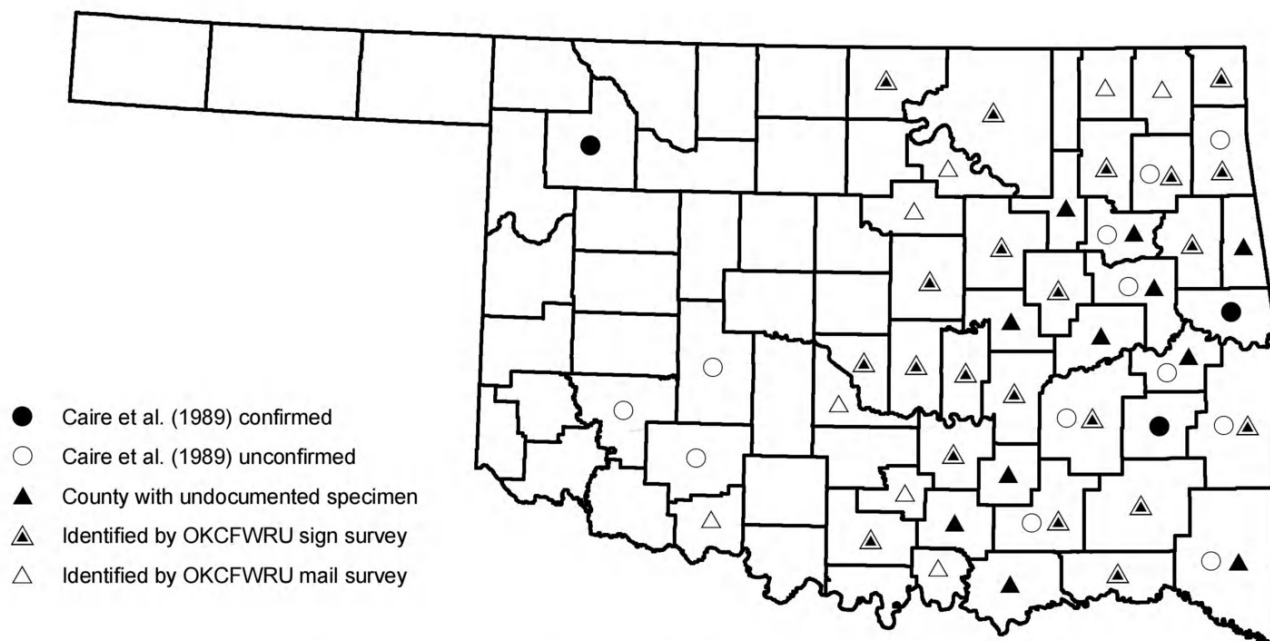 Caire et al. (1989) confirmed
Caire et al. (1989) unconfirmed
County with undocumented specimen
Identified by OKCFWRU sign survey
Identified by OKCFWRU mail survey